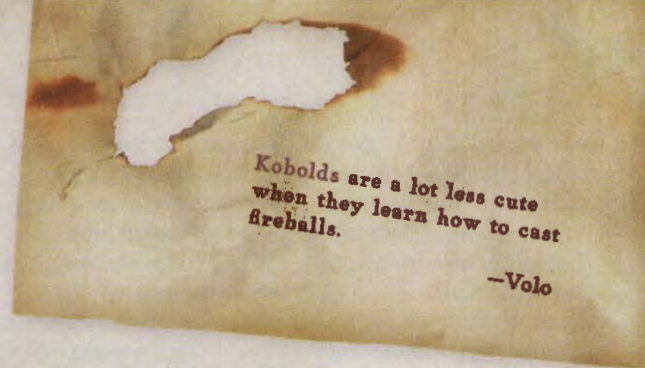 Kobolds are a lot less cute
when they learn how to cast
fireballs.
—Volo